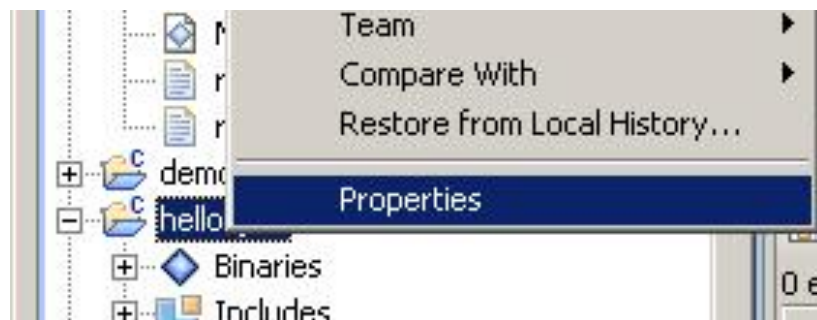 Team
Compare With
Restore from Local History...
Properties
Binaries
Includes